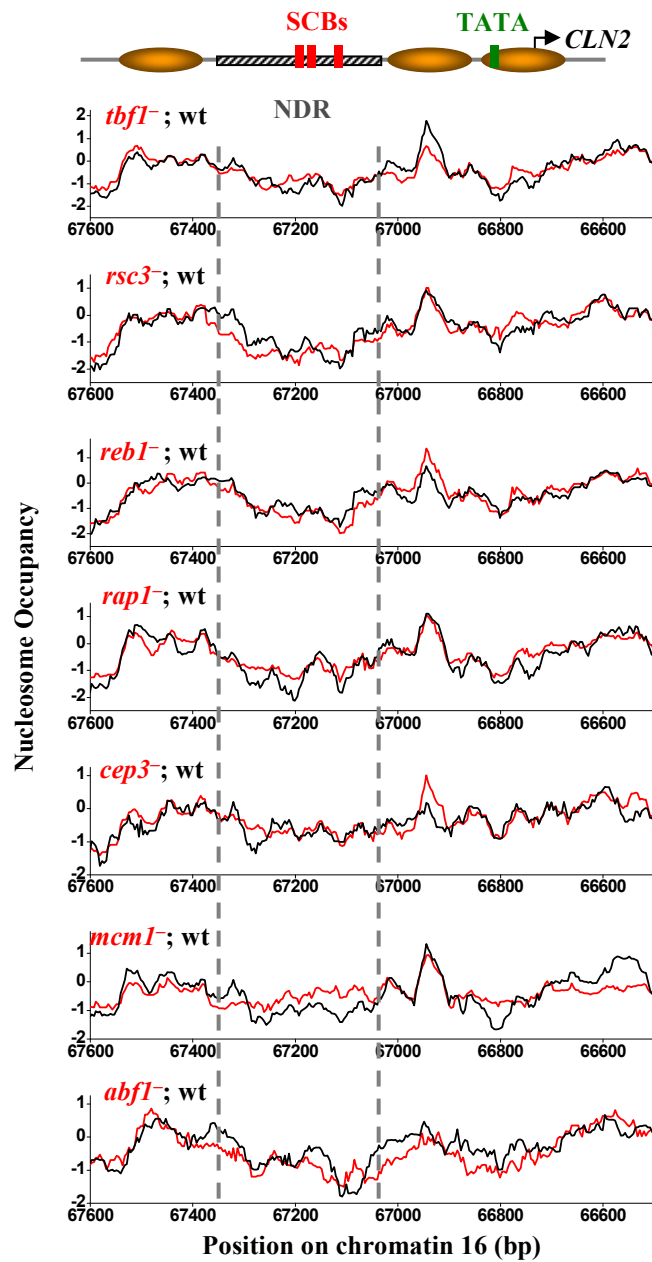 SCBs TATA
CLN2
NDR
tbf1–; wt
2
1
0
-1
-2
67600 67400 67200 67000 66800 66600
rsc3–; wt
1
0
-1
-2
67600 67400 67200 67000 66800 66600
reb1–; wt
1
0
-1
-2
67600 67400 67200 67000 66800 66600
rap1–; wt
1
0
-1
-2
67600 67400 67200 67000 66800 66600
cep3–; wt
1
0
-1
-2
67600 67400 67200 67000 66800 66600
mcm1–; wt
1
0
-1
-2
67600 67400 67200 67000 66800 66600
abf1–; wt
1
0
-1
-2
67600 67400 67200 67000 66800 66600
Nucleosome Occupancy
Position on chromatin 16 (bp)